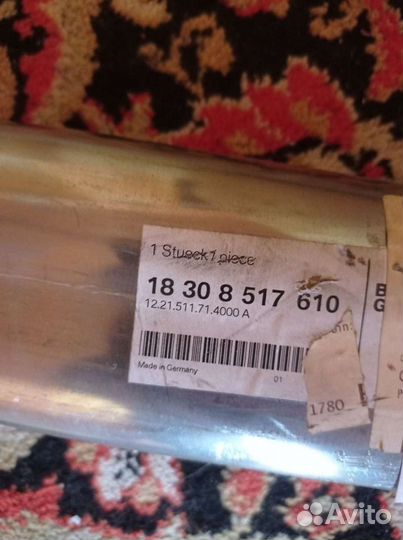 1 Stueck / piece
18 30 8 517 610
12.21.511.71.4000 A
Made in Germany
01
1780
B
G
Avito